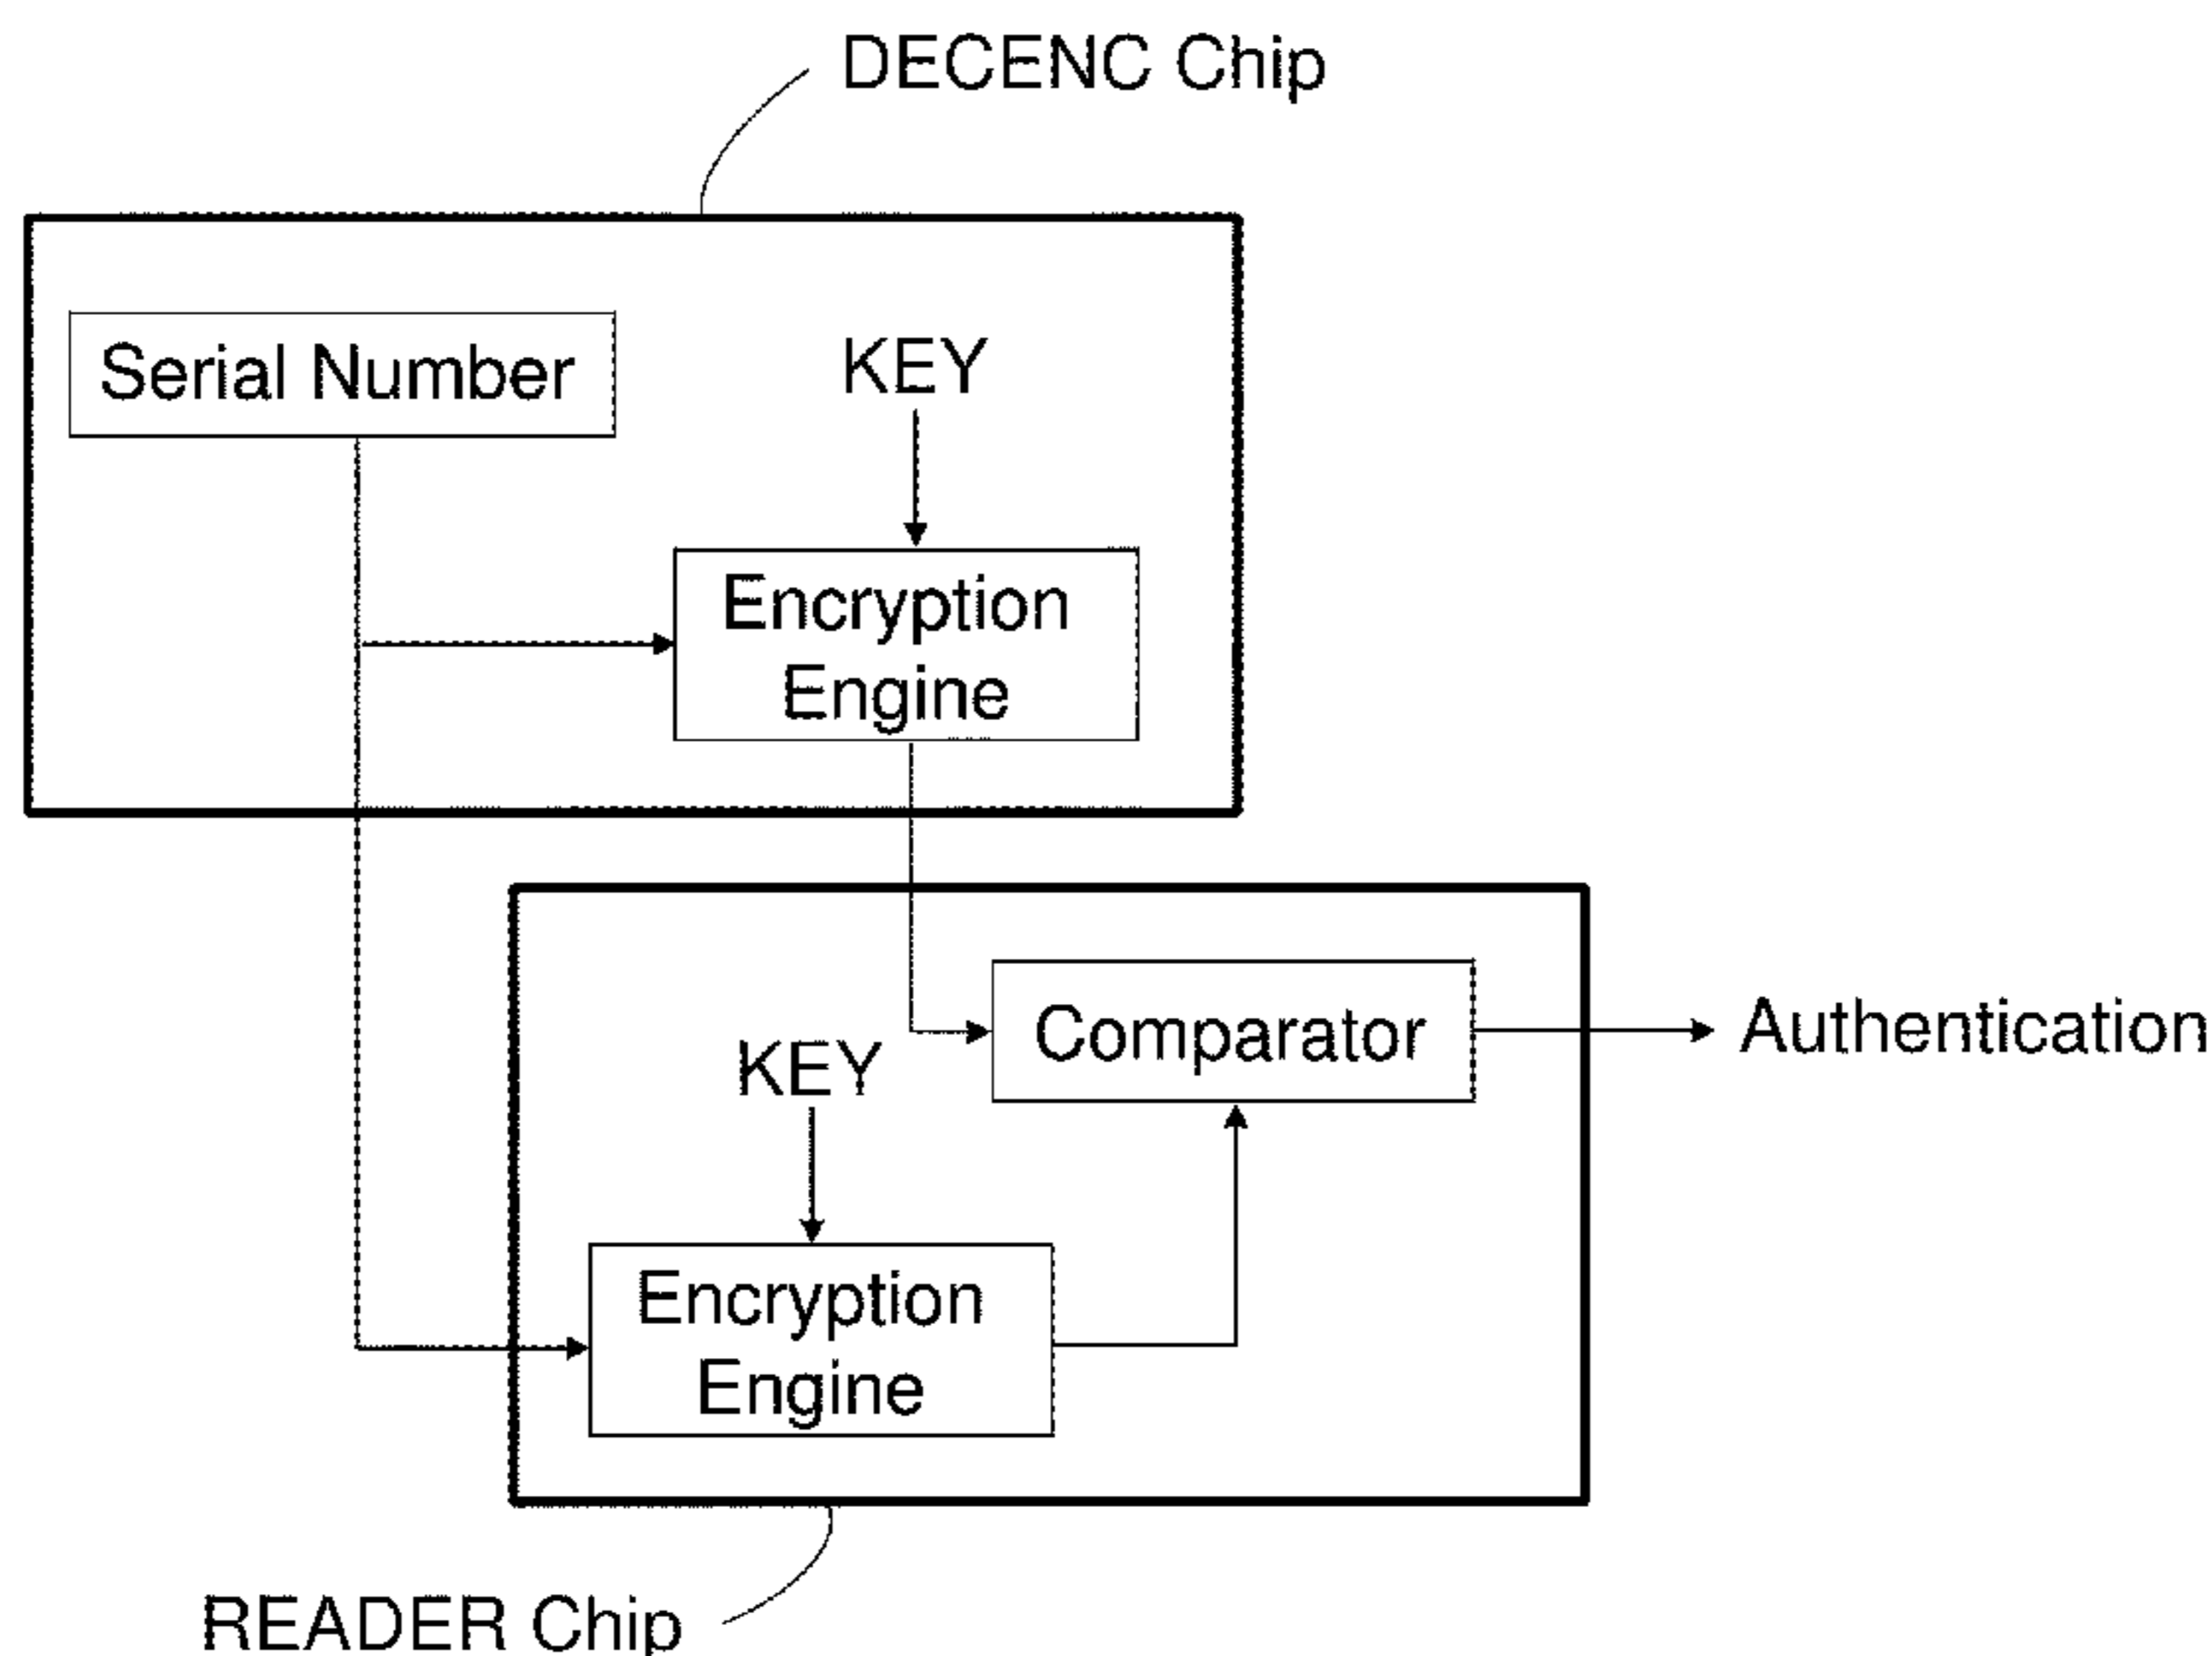 DECENC Chip
Serial Number
KEY
Encryption
Engine
Comparator
Authentication
KEY
Encryption
Engine
READER Chip